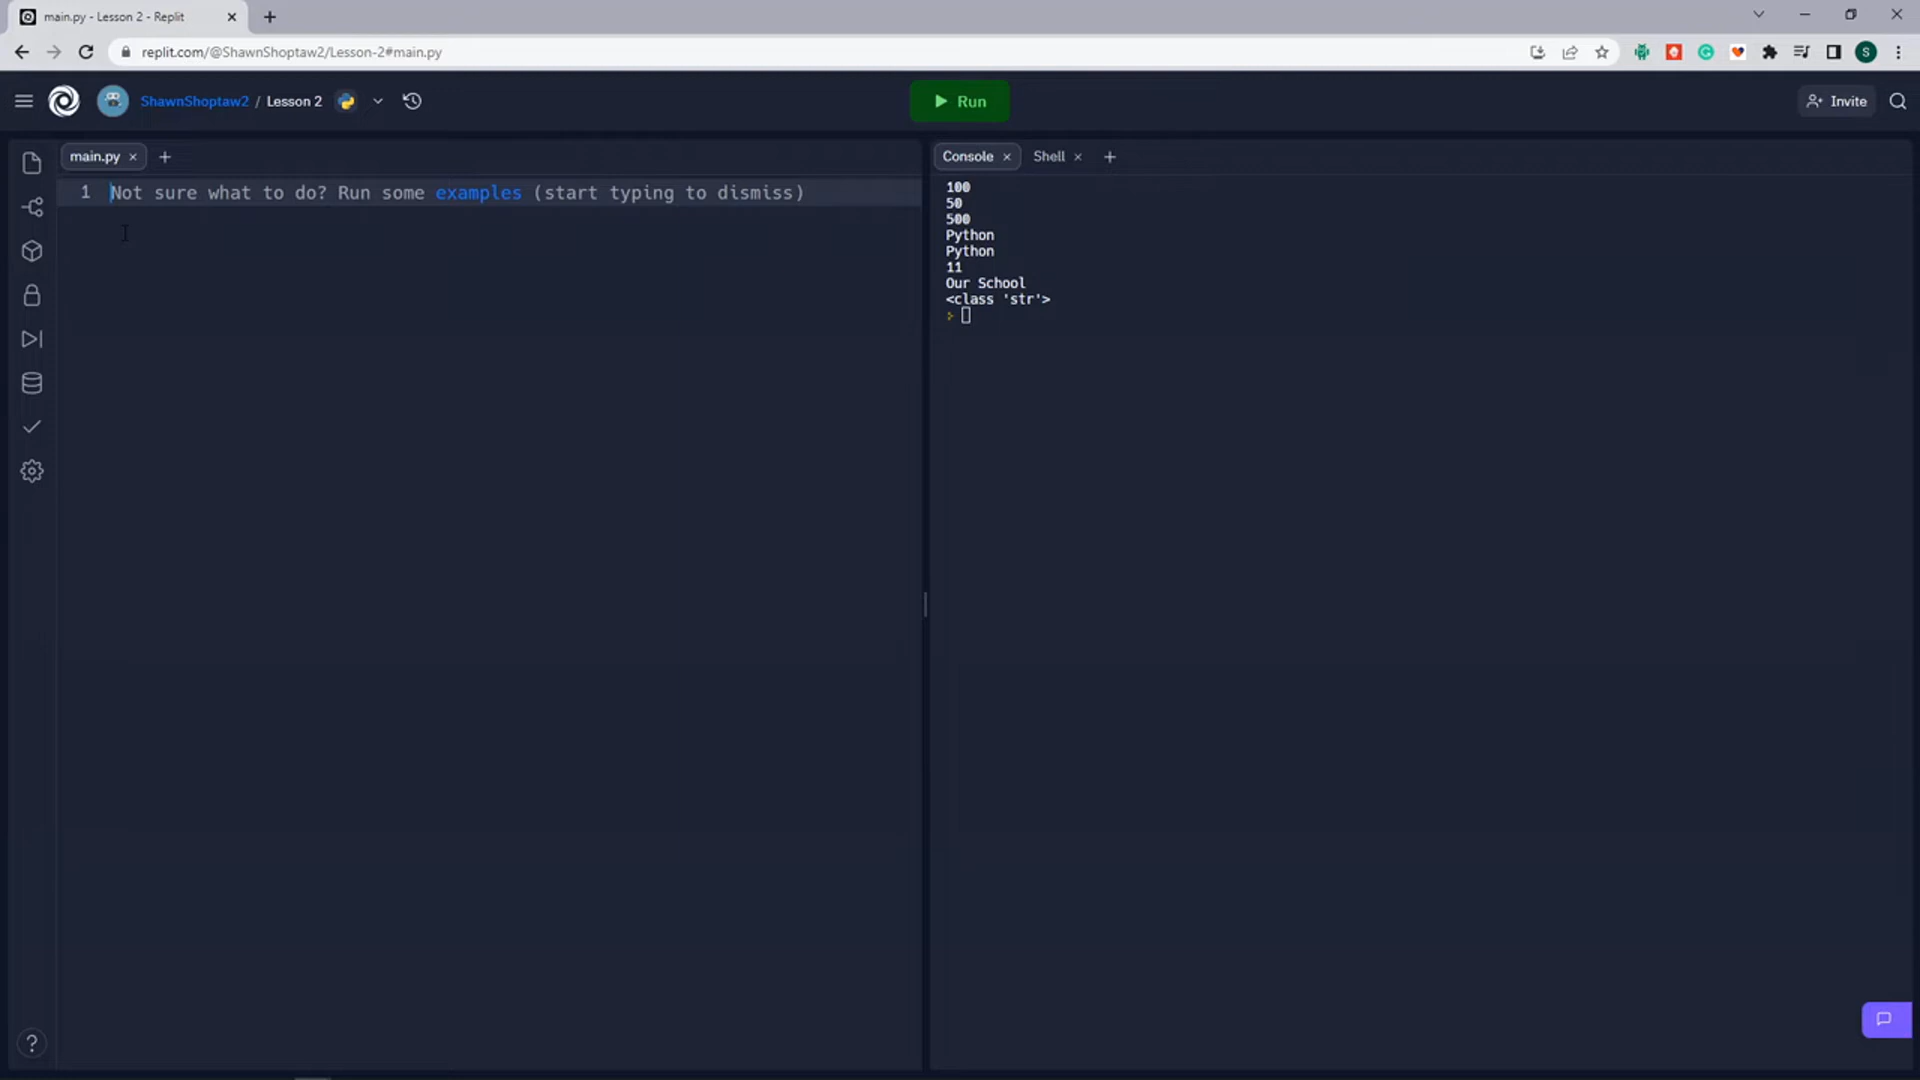 main.py - Lesson 2 - Replit
replit.com/@ShawnShoptaw2/Lesson-2#main.py
S
ShawnShoptaw2 / Lesson 2
Run
Invite
main.py
1 Not sure what to do? Run some examples (start typing to dismiss)
Console
Shell
100
50
500
Python
Python
11
Our School
<class 'str'>
?